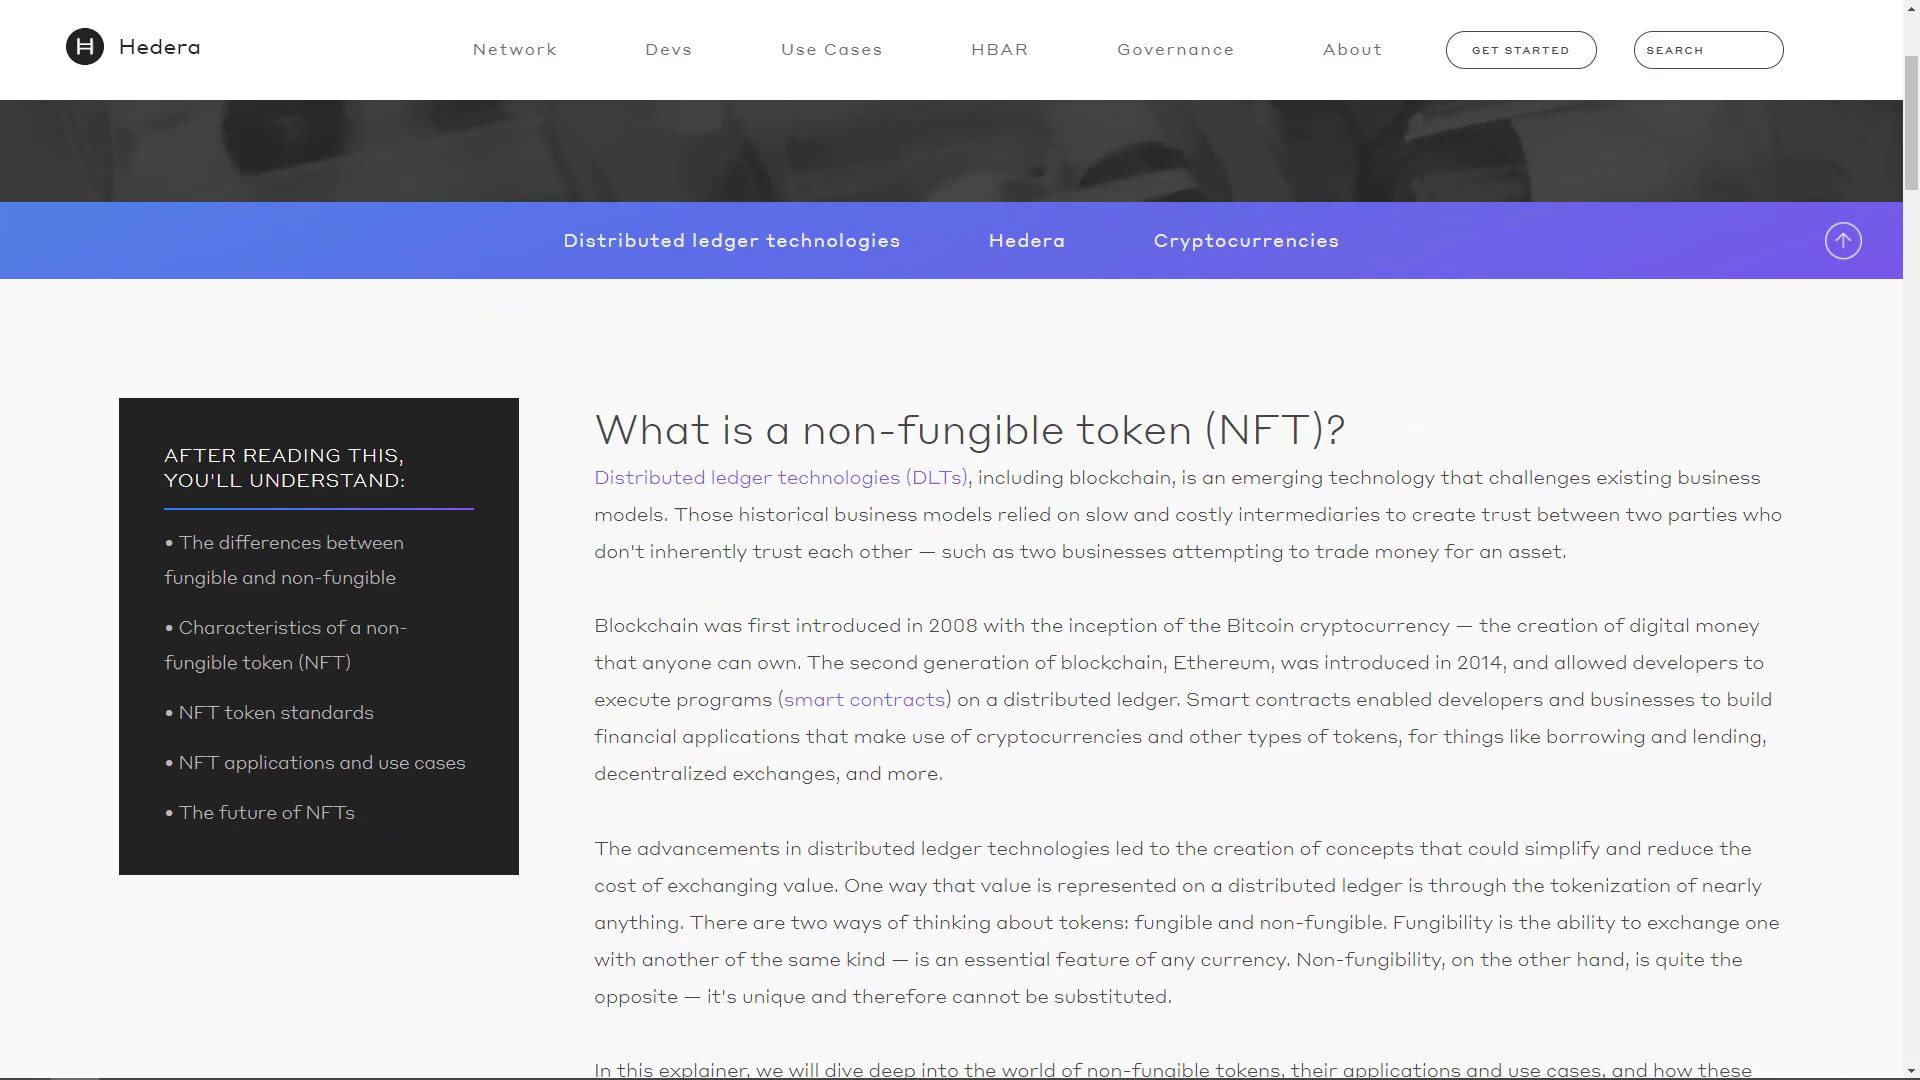 Hedera
Network
Devs
Use Cases
HBAR
Governance
About
GET STARTED
SEARCH
Distributed ledger technologies
Hedera
Cryptocurrencies
AFTER READING THIS,
YOU'LL UNDERSTAND:
• The differences between
fungible and non-fungible
• Characteristics of a non-
fungible token (NFT)
• NFT token standards
• NFT applications and use cases
• The future of NFTs
What is a non-fungible token (NFT)?
Distributed ledger technologies (DLTs), including blockchain, is an emerging technology that challenges existing business
models. Those historical business models relied on slow and costly intermediaries to create trust between two parties who
don't inherently trust each other — such as two businesses attempting to trade money for an asset.
Blockchain was first introduced in 2008 with the inception of the Bitcoin cryptocurrency — the creation of digital money
that anyone can own. The second generation of blockchain, Ethereum, was introduced in 2014, and allowed developers to
execute programs (smart contracts) on a distributed ledger. Smart contracts enabled developers and businesses to build
financial applications that make use of cryptocurrencies and other types of tokens, for things like borrowing and lending,
decentralized exchanges, and more.
The advancements in distributed ledger technologies led to the creation of concepts that could simplify and reduce the
cost of exchanging value. One way that value is represented on a distributed ledger is through the tokenization of nearly
anything. There are two ways of thinking about tokens: fungible and non-fungible. Fungibility is the ability to exchange one
with another of the same kind — is an essential feature of any currency. Non-fungibility, on the other hand, is quite the
opposite — it's unique and therefore cannot be substituted.
In this explainer, we will dive deep into the world of non-fungible tokens, their applications and use cases, and how these